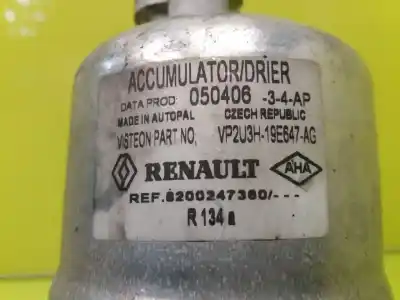 ACCUMULATOR/DRIER
DATA PROD: 050406 -3-4-AP
MADE IN AUTOPAL CZECH REPUBLIC
VISTEON PART NO, VP2U3H-19E647-AG
RENAULT AHA
REF.8200247360/---
R 134 a